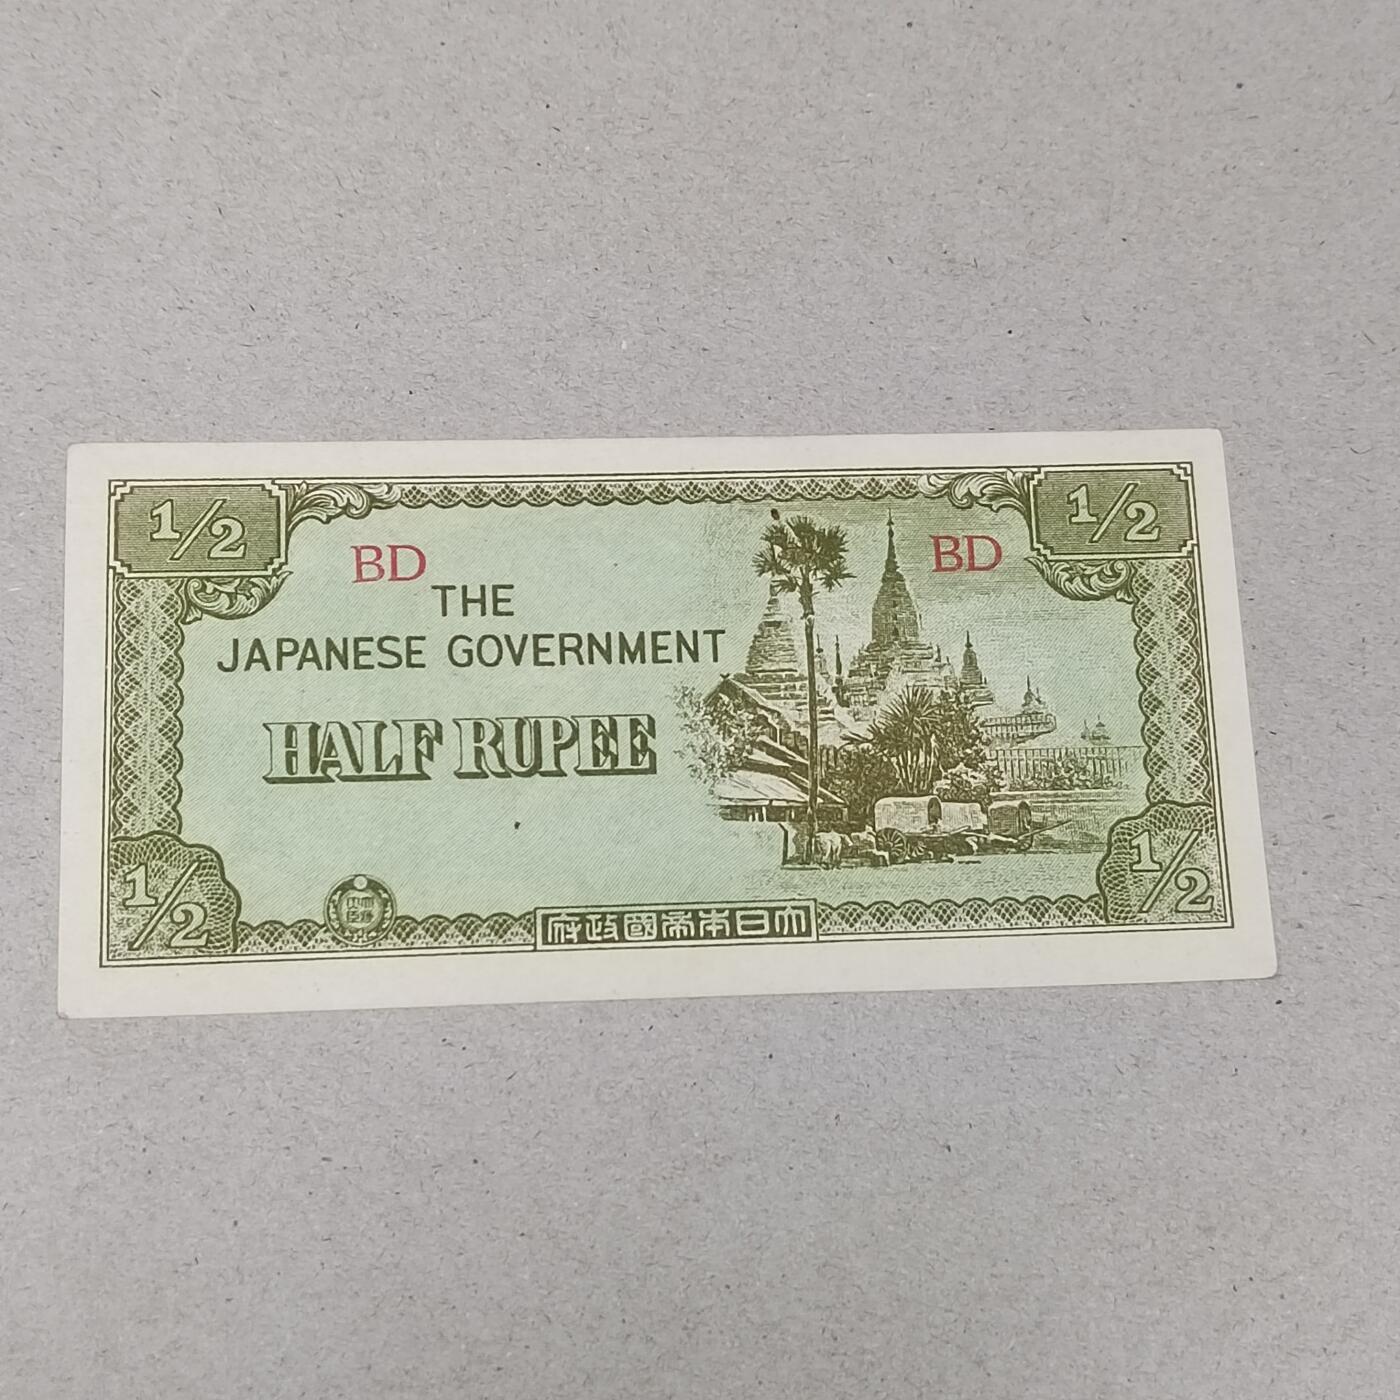 1/2
1/2
BD
BD
THE
JAPANESE GOVERNMENT
HALF RUPEE
1/2
1/2
府政國帝本日大